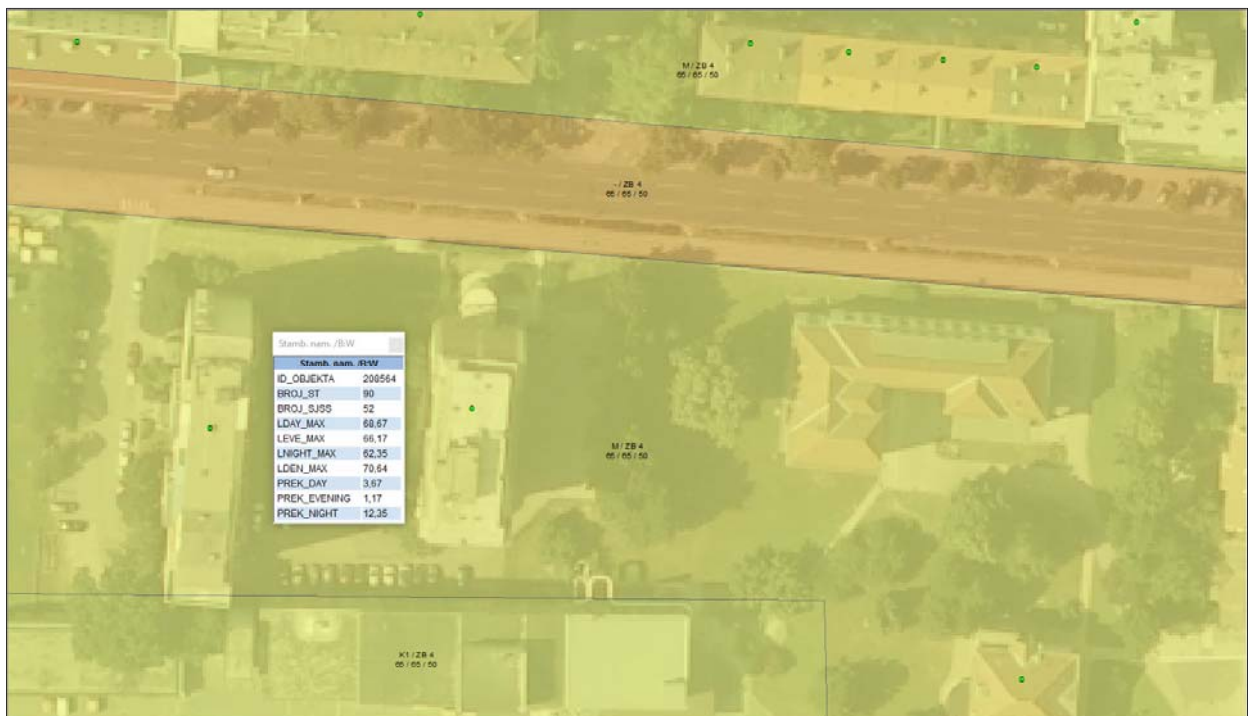 M / ZB 4
65 / 65 / 50
- / ZB 4
65 / 65 / 50
Stamb. nam. /B:W
Stamb. nam. /B:W
ID_OBJEKTA 208564
BROJ_ST 90
BROJ_SJSS 52
LDAY_MAX 68,67
LEVE_MAX 66,17
LNIGHT_MAX 62,35
LDEN_MAX 70,64
PREK_DAY 3,67
PREK_EVENING 1,17
PREK_NIGHT 12,35
M / ZB 4
65 / 65 / 50
K1 / ZB 4
65 / 65 / 50